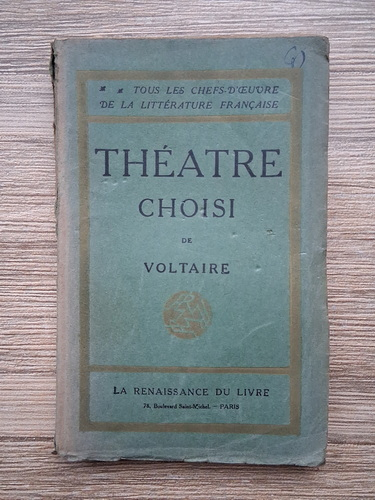 TOUS LES CHEFS-D'ŒUVRE
DE LA LITTÉRATURE FRANÇAISE
THÉATRE
CHOISI
DE
VOLTAIRE
LA RENAISSANCE DU LIVRE
78, Boulevard Saint-Michel. — PARIS